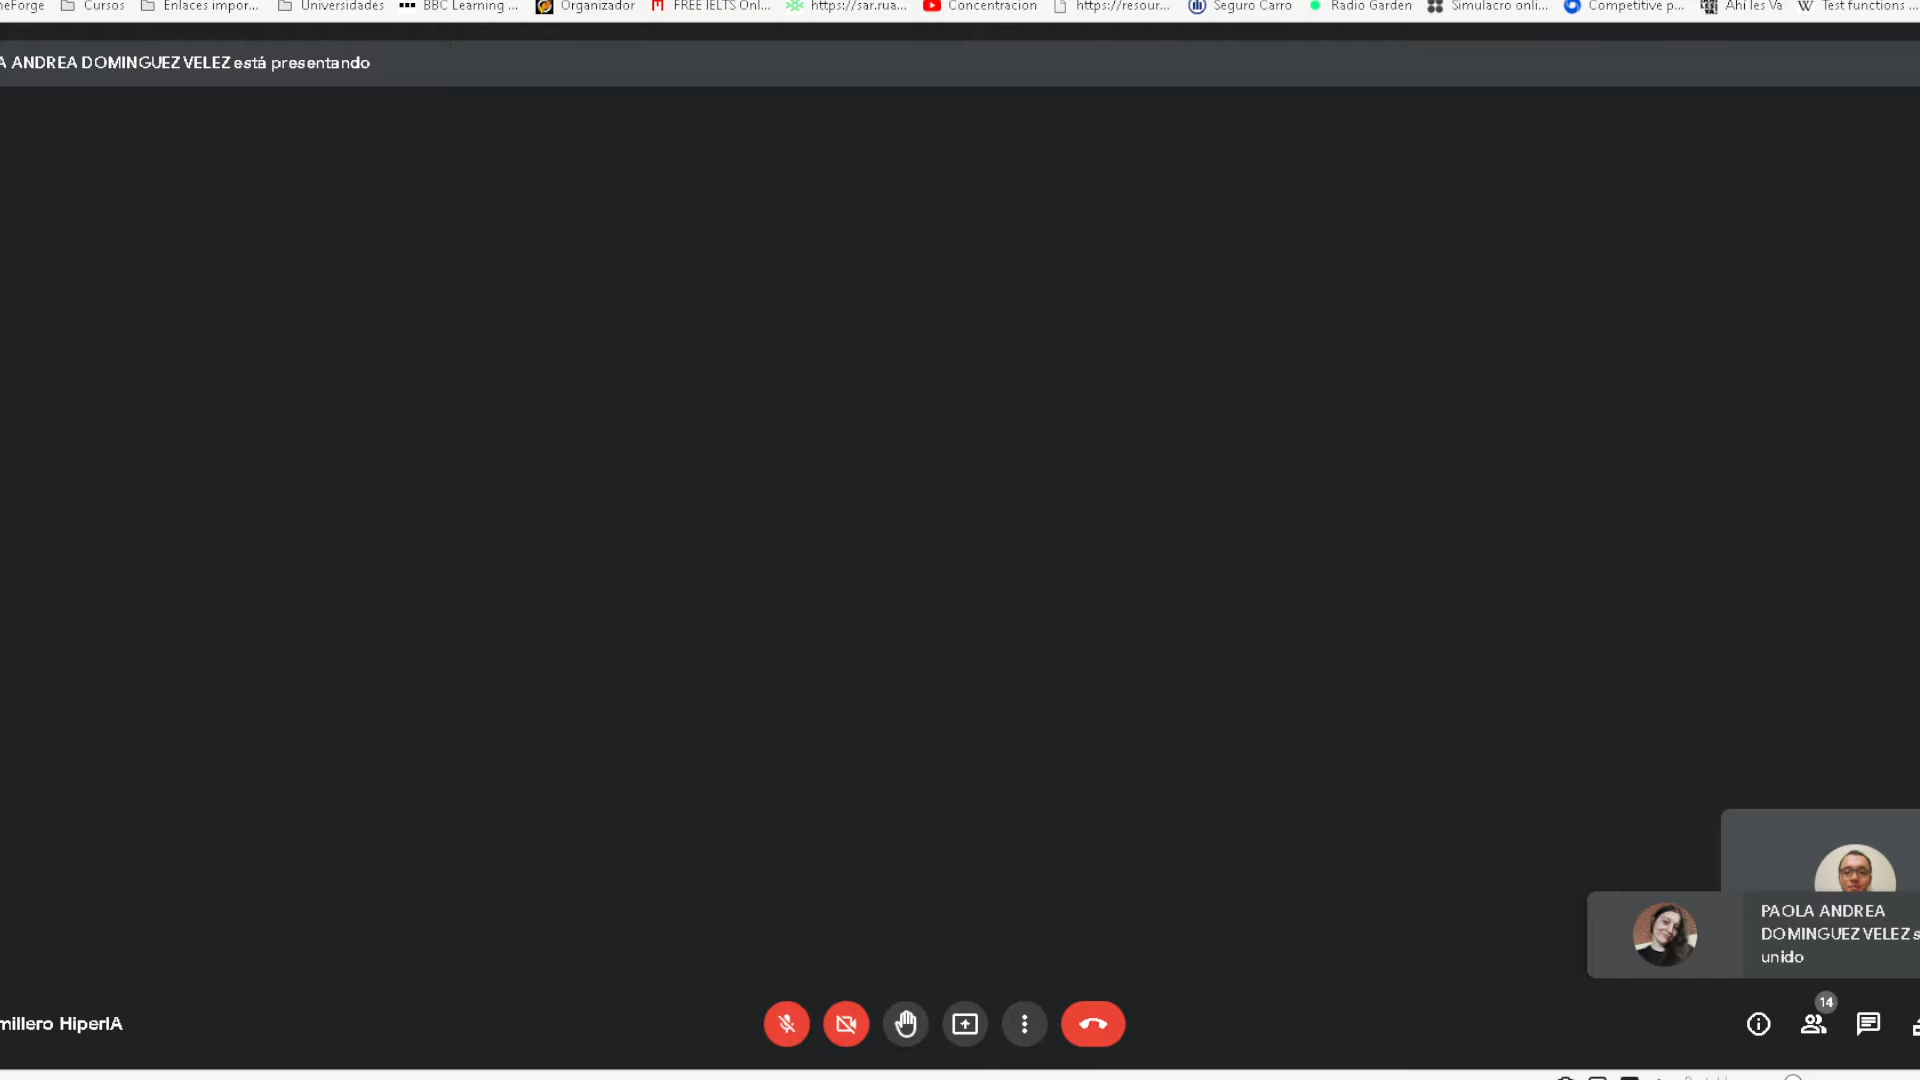 neForge Cursos Enlaces impor... Universidades BBC Learning ... Organizador FREE IELTS Onl... https://sar.rua... Concentracion https://resour... Seguro Carro Radio Garden Simulacro onli... Competitive p... Ahí les Va Test functions ...
A ANDREA DOMINGUEZ VELEZ está presentando
PAOLA ANDREA
DOMINGUEZ VELEZ s
unido
14
millero HiperIA